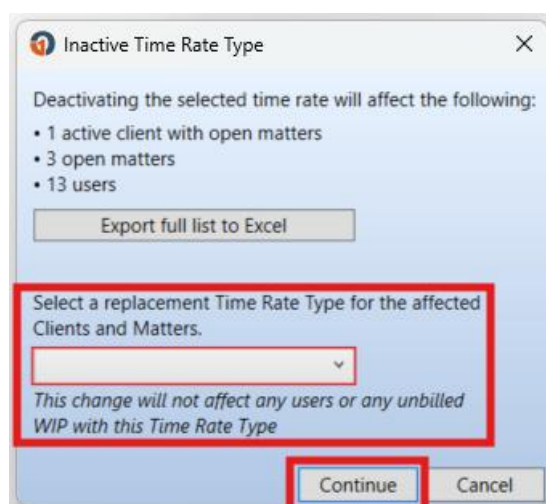 Inactive Time Rate Type
Deactivating the selected time rate will affect the following:
• 1 active client with open matters
• 3 open matters
• 13 users
Export full list to Excel
Select a replacement Time Rate Type for the affected
Clients and Matters.
This change will not affect any users or any unbilled
WIP with this Time Rate Type
Continue Cancel